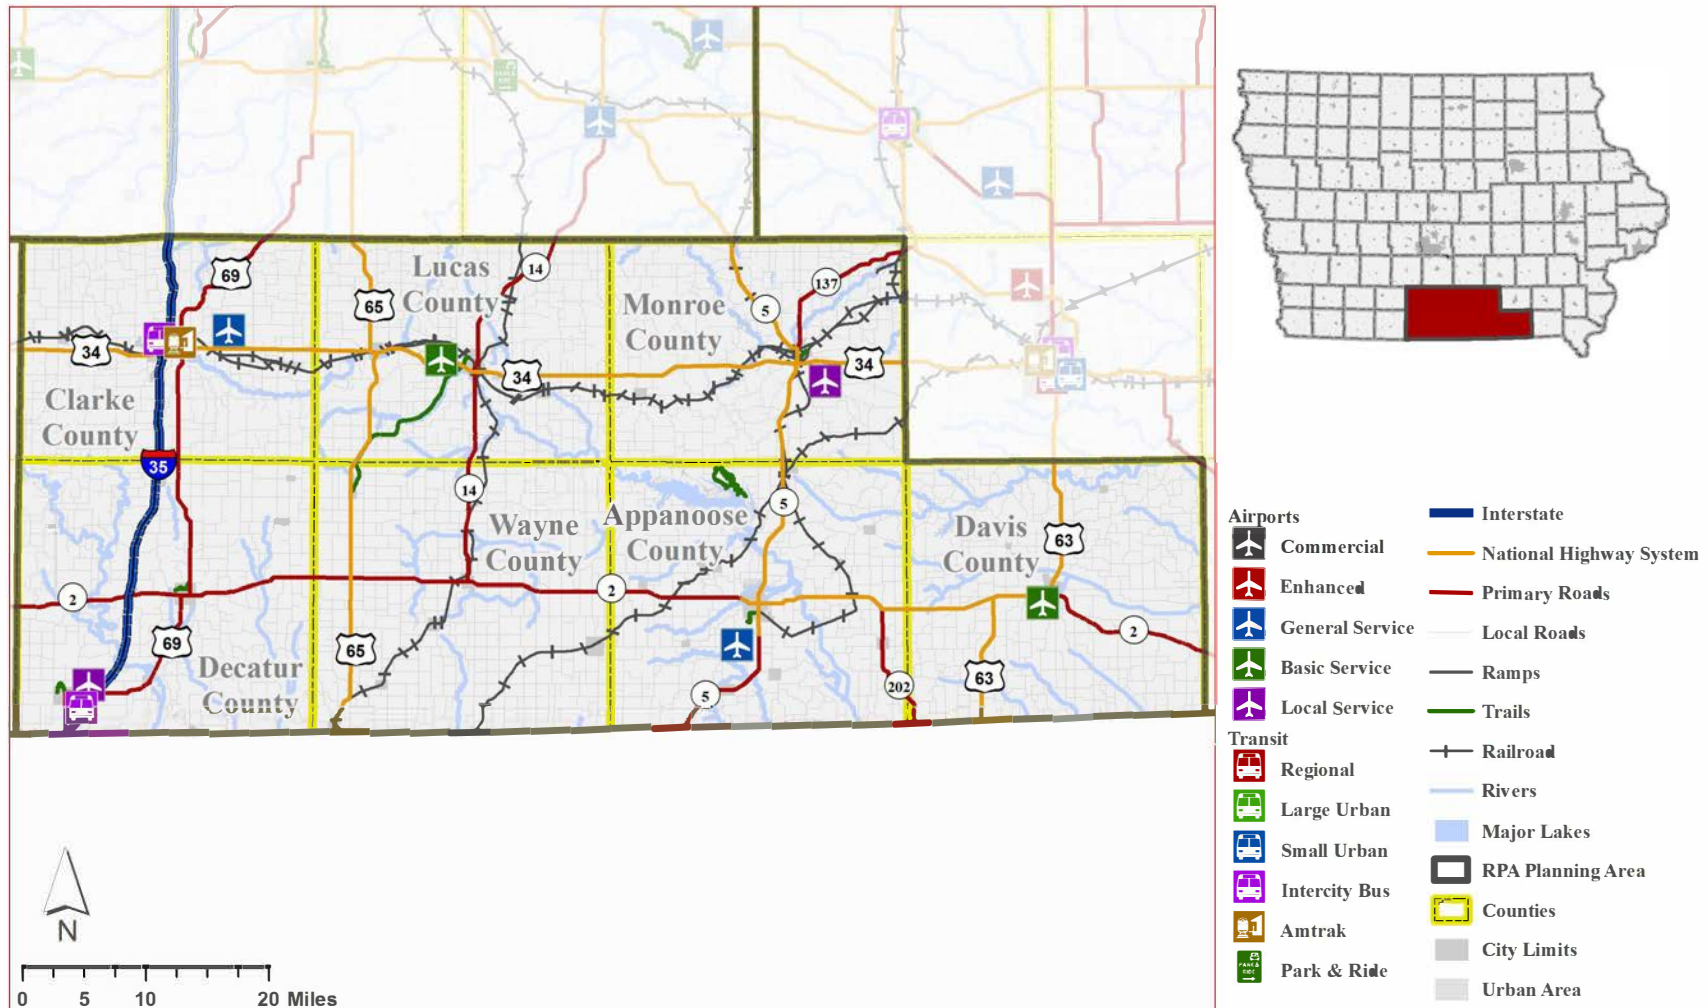 69
14
Lucas
County
65
137
5
Monroe
County
34
34
34
Clarke
County
35
14
5
Wayne
County
Appanoose
County
Davis
County
63
2
2
2
69
65
Decatur
County
5
202
63
N
0 5 10 20 Miles
Airports
Commercial
Enhanced
General Service
Basic Service
Local Service
Transit
Regional
Large Urban
Small Urban
Intercity Bus
Amtrak
PARK &
RIDE
Park & Ride
Interstate
National Highway System
Primary Roads
Local Roads
Ramps
Trails
Railroad
Rivers
Major Lakes
RPA Planning Area
Counties
City Limits
Urban Area